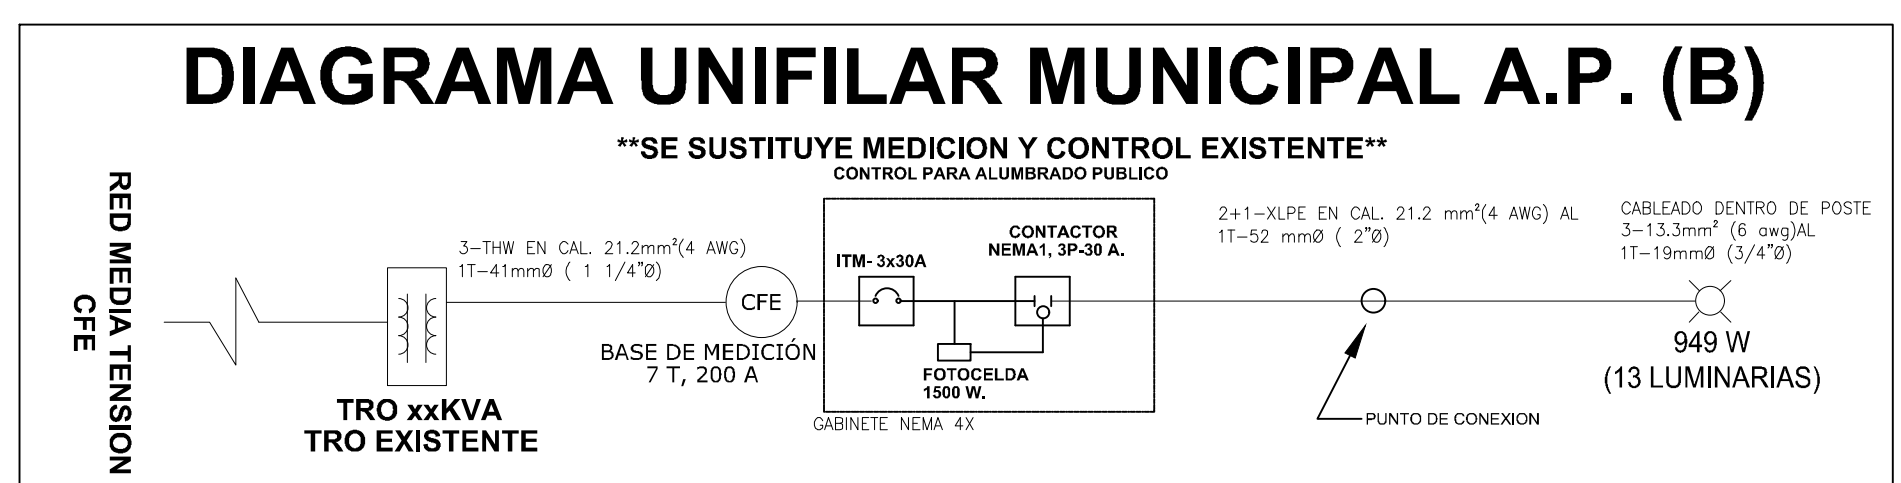 DIAGRAMA UNIFILAR MUNICIPAL A.P. (B)
**SE SUSTITUYE MEDICION Y CONTROL EXISTENTE**
CONTROL PARA ALUMBRADO PUBLICO
RED MEDIA TENSION
CFE
3-THW EN CAL. 21.2mm²(4 AWG)
1T-41mmØ ( 1 1/4"Ø)
TRO xxKVA
TRO EXISTENTE
CFE
BASE DE MEDICIÓN
7 T, 200 A
ITM- 3x30A
CONTACTOR
NEMA1, 3P-30 A.
FOTOCELDA
1500 W.
GABINETE NEMA 4X
2+1-XLPE EN CAL. 21.2 mm²(4 AWG) AL
1T-52 mmØ ( 2"Ø)
PUNTO DE CONEXION
CABLEADO DENTRO DE POSTE
3-13.3mm² (6 awg)AL
1T-19mmØ (3/4"Ø)
949 W
(13 LUMINARIAS)